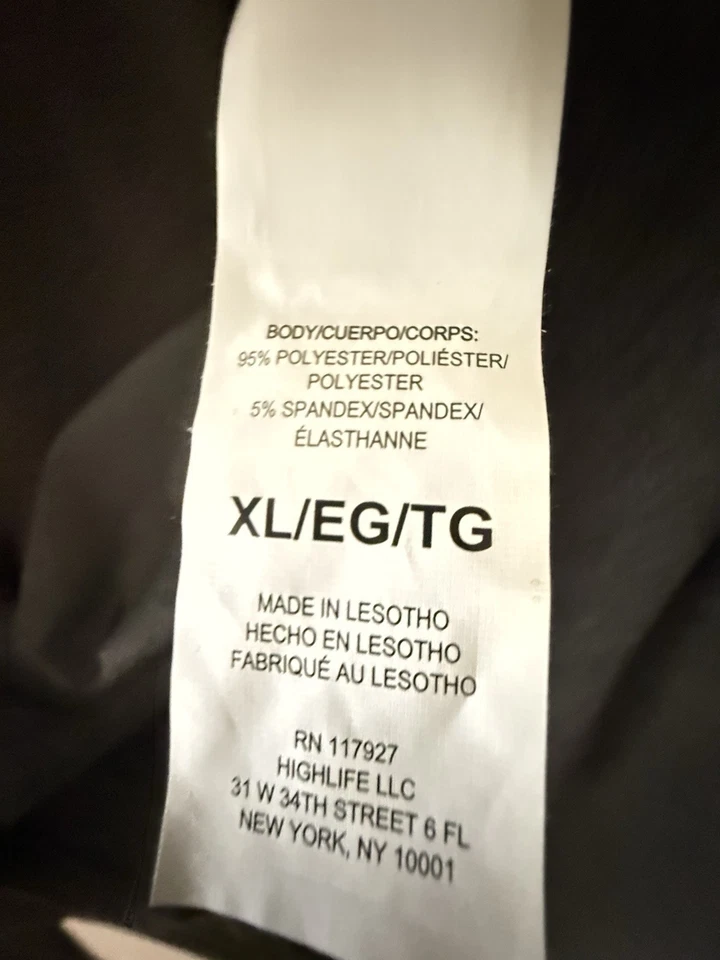 BODY/CUERPO/CORPS:
95% POLYESTER/POLIÉSTER/
POLYESTER
5% SPANDEX/SPANDEX/
ÉLASTHANNE
XL/EG/TG
MADE IN LESOTHO
HECHO EN LESOTHO
FABRIQUÉ AU LESOTHO
RN 117927
HIGHLIFE LLC
31 W 34TH STREET 6 FL
NEW YORK, NY 10001